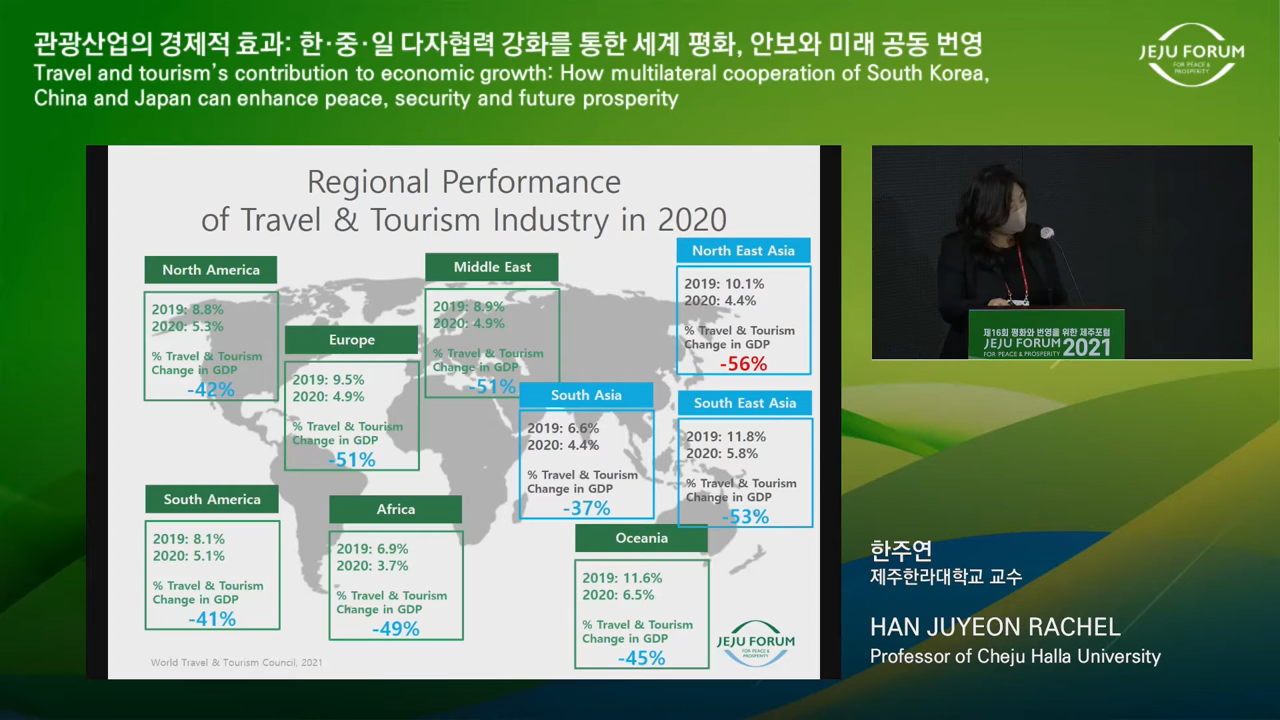 관광산업의 경제적 효과: 한·중·일 다자협력 강화를 통한 세계 평화, 안보와 미래 공동 번영
Travel and tourism's contribution to economic growth: How multilateral cooperation of South Korea,
China and Japan can enhance peace, security and future prosperity
JEJU FORUM
FOR PEACE &
PROSPERITY
Regional Performance
of Travel & Tourism Industry in 2020
North America
2019: 8.8%
2020: 5.3%
% Travel & Tourism
Change in GDP
-42%
Europe
2019: 9.5%
2020: 4.9%
% Travel & Tourism
Change in GDP
-51%
Middle East
2019: 8.9%
2020: 4.9%
% Travel & Tourism
Change in GDP
-51%
North East Asia
2019: 10.1%
2020: 4.4%
% Travel & Tourism
Change in GDP
-56%
South Asia
2019: 6.6%
2020: 4.4%
% Travel & Tourism
Change in GDP
-37%
South East Asia
2019: 11.8%
2020: 5.8%
% Travel & Tourism
Change in GDP
-53%
South America
2019: 8.1%
2020: 5.1%
% Travel & Tourism
Change in GDP
-41%
Africa
2019: 6.9%
2020: 3.7%
% Travel & Tourism
Change in GDP
-49%
Oceania
2019: 11.6%
2020: 6.5%
% Travel & Tourism
Change in GDP
-45%
World Travel & Tourism Council, 2021
JEJU FORUM
FOR PEACE &
PROSPERITY
제16회 평화와 번영을 위한 제주포럼
JEJU FORUM
FOR PEACE & PROSPERITY
2021
한주연
제주한라대학교 교수
HAN JUYEON RACHEL
Professor of Cheju Halla University